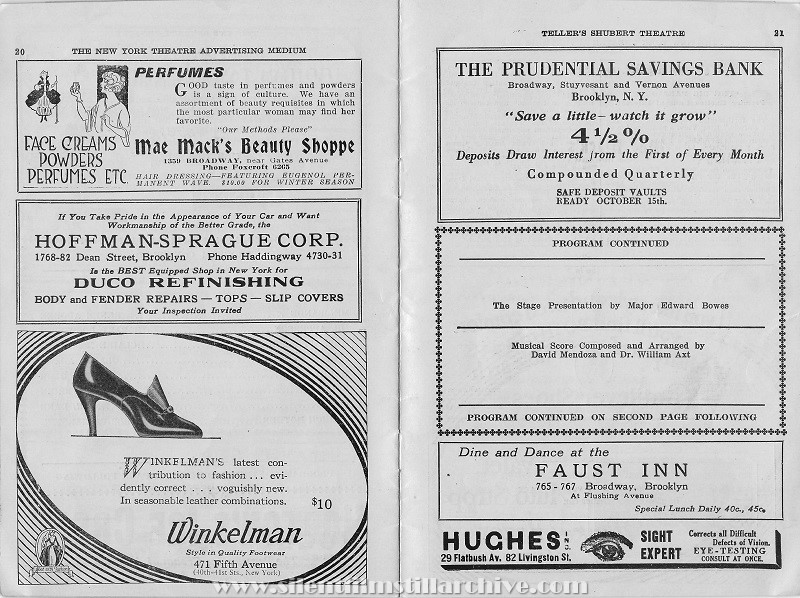 20
THE NEW YORK THEATRE ADVERTISING MEDIUM
FACE CREAMS
POWDERS
PERFUMES ETC.
PERFUMES
GOOD taste in perfumes and powders
is a sign of culture. We have an
assortment of beauty requisites in which
the most particular woman may find her
favorite.
"Our Methods Please"
Mae Mack's Beauty Shoppe
1359 BROADWAY, near Gates Avenue
Phone Foxcroft 6265
HAIR DRESSING—FEATURING EUGENOL PER-
MANENT WAVE. $10.00 FOR WINTER SEASON
If You Take Pride in the Appearance of Your Car and Want
Workmanship of the Better Grade, the
HOFFMAN-SPRAGUE CORP.
1768-82 Dean Street, Brooklyn Phone Haddingway 4730-31
Is the BEST Equipped Shop in New York for
DUCO REFINISHING
BODY and FENDER REPAIRS — TOPS — SLIP COVERS
Your Inspection Invited
WINKELMAN'S latest con-
tribution to fashion . . . evi-
dently correct . . . voguishly new.
In seasonable leather combinations.
$10
Winkelman
Style in Quality Footwear
471 Fifth Avenue
(40th-41st Sts., New York)
TELLER'S SHUBERT THEATRE
21
THE PRUDENTIAL SAVINGS BANK
Broadway, Stuyvesant and Vernon Avenues
Brooklyn, N. Y.
"Save a little—watch it grow"
4 1/2 %
Deposits Draw Interest from the First of Every Month
Compounded Quarterly
SAFE DEPOSIT VAULTS
READY OCTOBER 15th.
PROGRAM CONTINUED
The Stage Presentation by Major Edward Bowes
Musical Score Composed and Arranged by
David Mendoza and Dr. William Axt
PROGRAM CONTINUED ON SECOND PAGE FOLLOWING
Dine and Dance at the
FAUST INN
765 - 767 Broadway, Brooklyn
At Flushing Avenue
Special Lunch Daily 40c., 45c.
HUGHES INC.
29 Flatbush Av. 82 Livingston St.
SIGHT
EXPERT
Corrects all Difficult
Defects of Vision.
EYE-TESTING
CONSULT AT ONCE.
www.silentfilmstillarchive.com